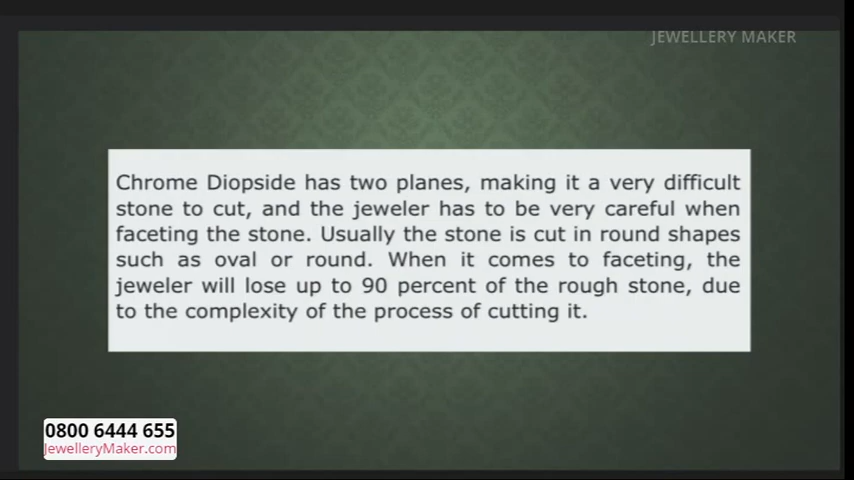 JEWELLERY MAKER
Chrome Diopside has two planes, making it a very difficult
stone to cut, and the jeweler has to be very careful when
faceting the stone. Usually the stone is cut in round shapes
such as oval or round. When it comes to faceting, the
jeweler will lose up to 90 percent of the rough stone, due
to the complexity of the process of cutting it.
0800 6444 655
JewelleryMaker.com